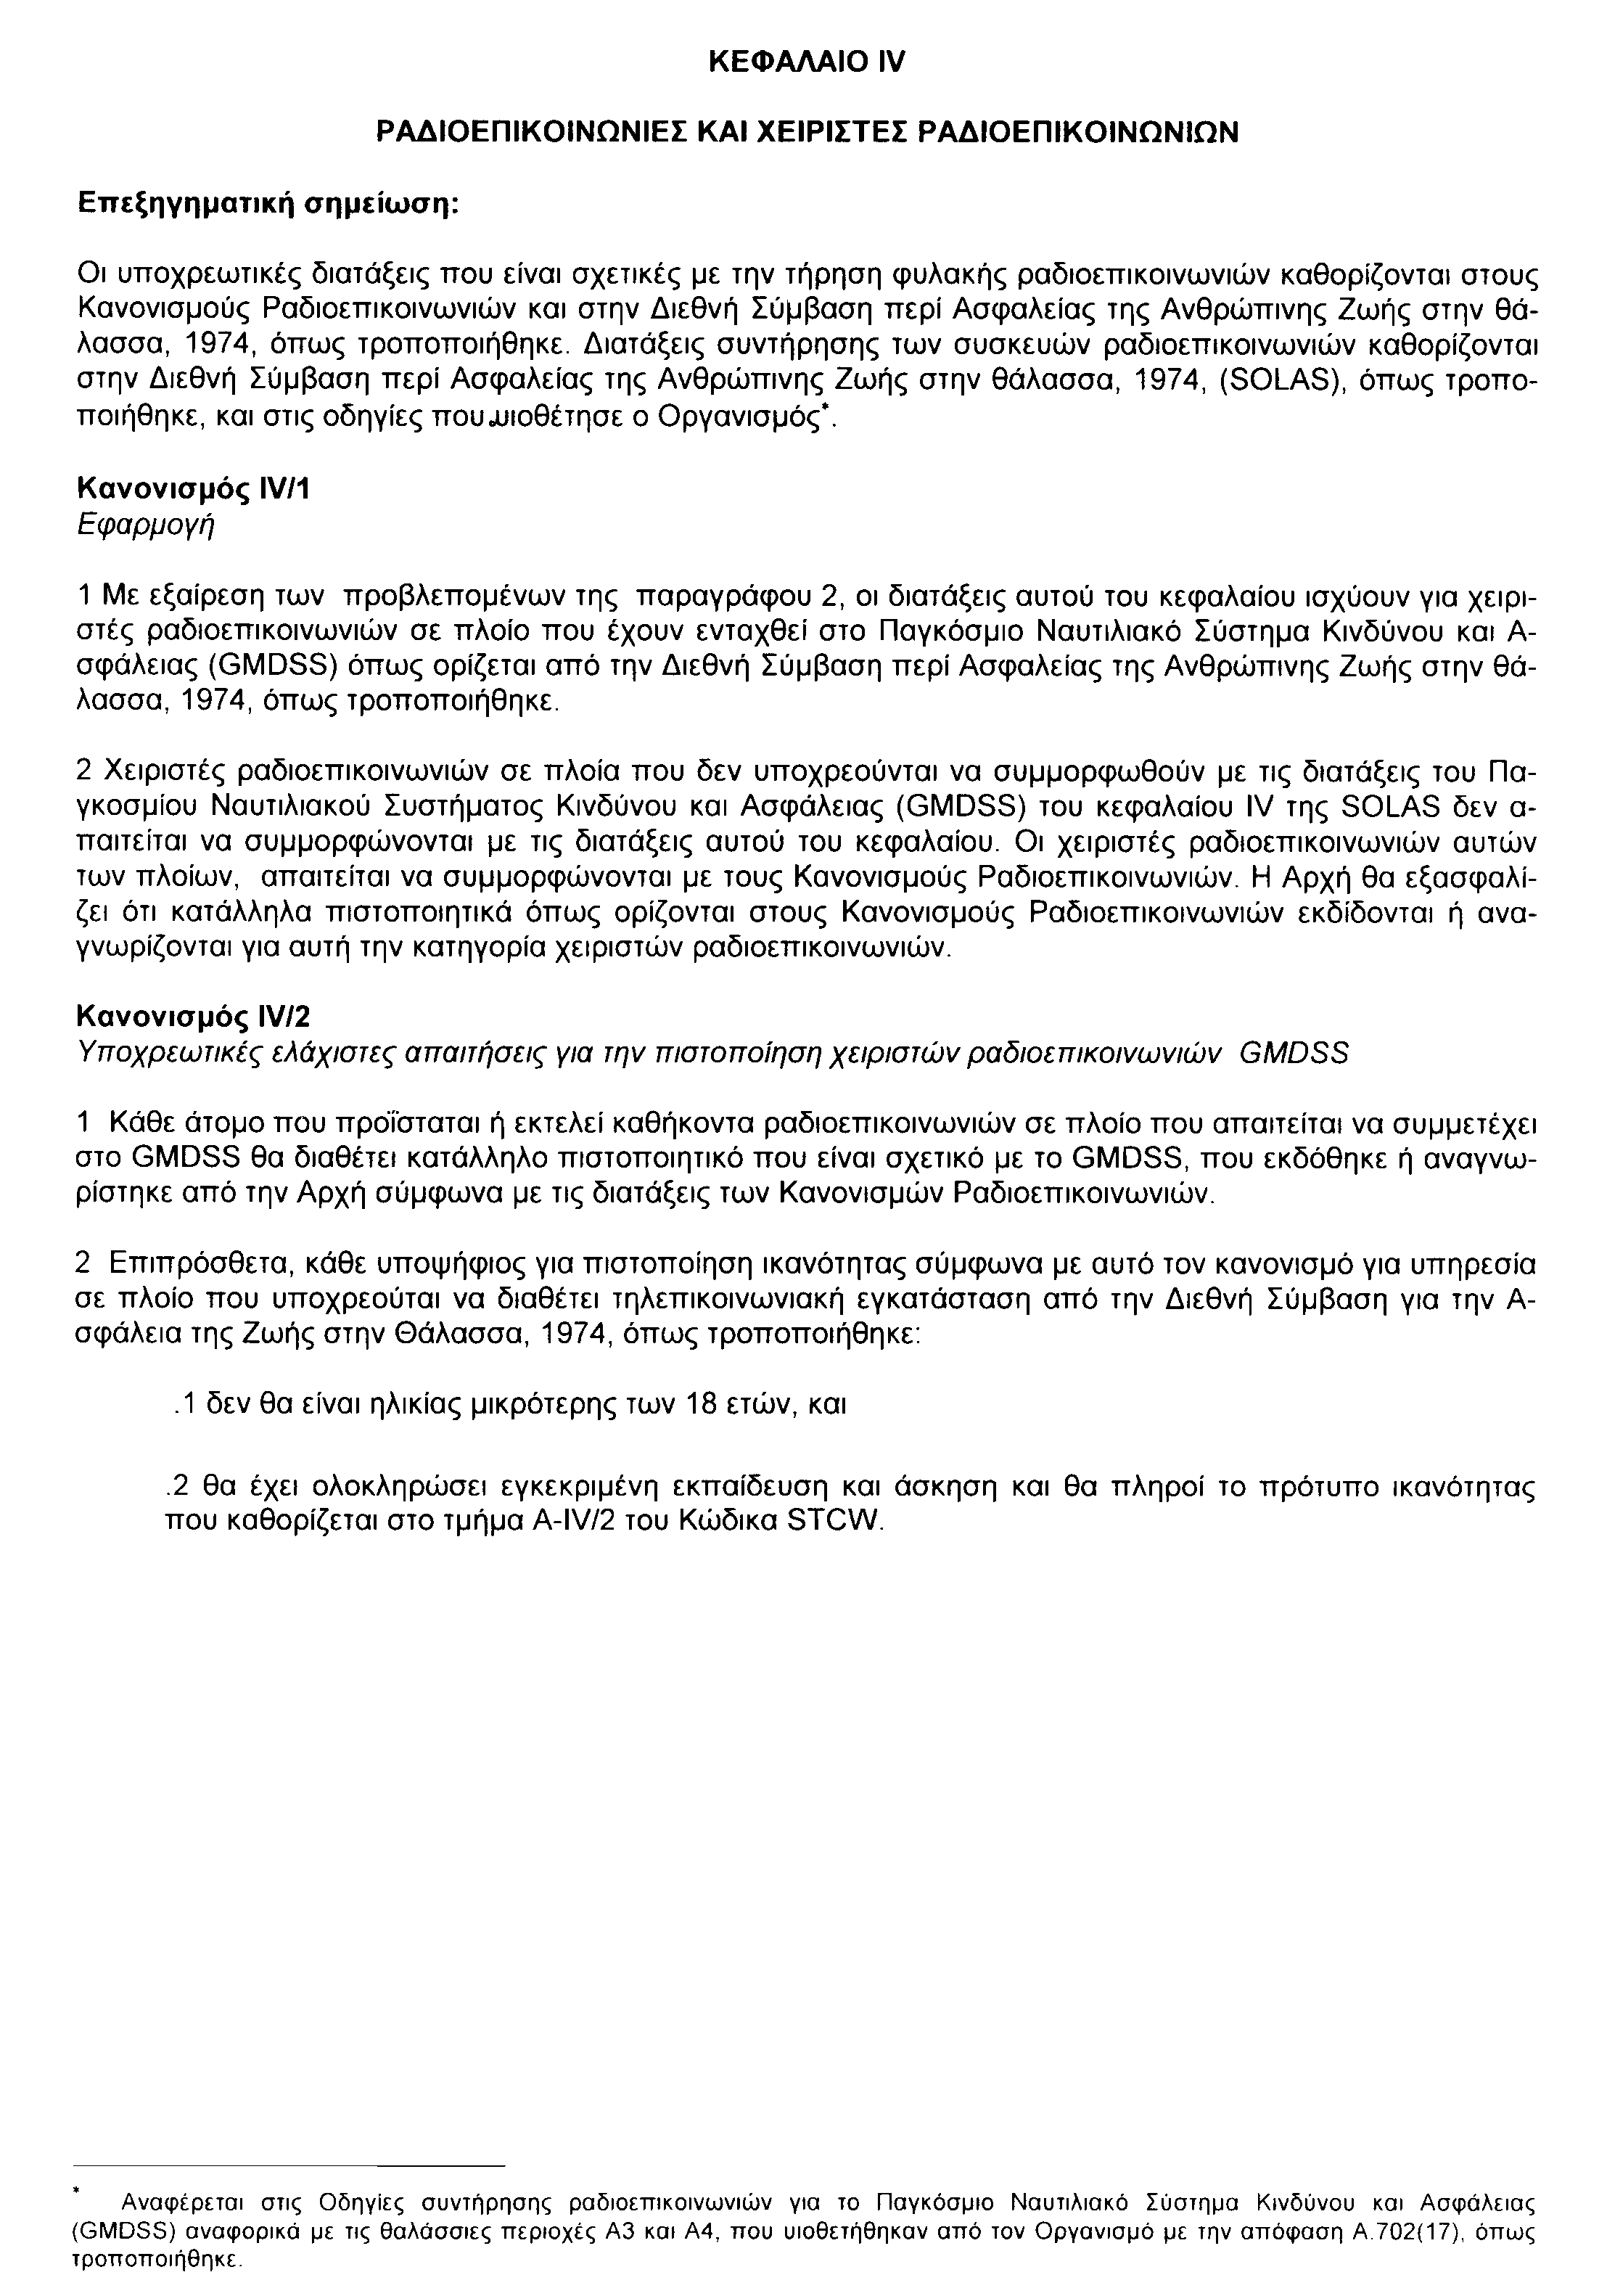 ΚΕΦΑΛΑΙΟ IV
ΡΑΔΙΟΕΠΙΚΟΙΝΩΝΙΕΣ ΚΑΙ ΧΕΙΡΙΣΤΕΣ ΡΑΔΙΟΕΠΙΚΟΙΝΩΝΙΩΝ
Επεξηγηματική σημείωση:
Οι υποχρεωτικές διατάξεις που είναι σχετικές με την τήρηση φυλακής ραδιοεπικοινωνιών καθορίζονται στους
Κανονισμούς Ραδιοεπικοινωνιών και στην Διεθνή Σύμβαση περί Ασφαλείας της Ανθρώπινης Ζωής στην θά-
λασσα, 1974, όπως τροποποιήθηκε. Διατάξεις συντήρησης των συσκευών ραδιοεπικοινωνιών καθορίζονται
στην Διεθνή Σύμβαση περί Ασφαλείας της Ανθρώπινης Ζωής στην θάλασσα, 1974, (SOLAS), όπως τροπο-
ποιήθηκε, και στις οδηγίες που υιοθέτησε ο Οργανισμός*.
Κανονισμός IV/1
Εφαρμογή
1 Με εξαίρεση των προβλεπομένων της παραγράφου 2, οι διατάξεις αυτού του κεφαλαίου ισχύουν για χειρι-
στές ραδιοεπικοινωνιών σε πλοίο που έχουν ενταχθεί στο Παγκόσμιο Ναυτιλιακό Σύστημα Κινδύνου και Α-
σφάλειας (GMDSS) όπως ορίζεται από την Διεθνή Σύμβαση περί Ασφαλείας της Ανθρώπινης Ζωής στην θά-
λασσα, 1974, όπως τροποποιήθηκε.
2 Χειριστές ραδιοεπικοινωνιών σε πλοία που δεν υποχρεούνται να συμμορφωθούν με τις διατάξεις του Πα-
γκοσμίου Ναυτιλιακού Συστήματος Κινδύνου και Ασφάλειας (GMDSS) του κεφαλαίου IV της SOLAS δεν α-
παιτείται να συμμορφώνονται με τις διατάξεις αυτού του κεφαλαίου. Οι χειριστές ραδιοεπικοινωνιών αυτών
των πλοίων, απαιτείται να συμμορφώνονται με τους Κανονισμούς Ραδιοεπικοινωνιών. Η Αρχή θα εξασφαλί-
ζει ότι κατάλληλα πιστοποιητικά όπως ορίζονται στους Κανονισμούς Ραδιοεπικοινωνιών εκδίδονται ή ανα-
γνωρίζονται για αυτή την κατηγορία χειριστών ραδιοεπικοινωνιών.
Κανονισμός IV/2
Υποχρεωτικές ελάχιστες απαιτήσεις για την πιστοποίηση χειριστών ραδιοεπικοινωνιών GMDSS
1 Κάθε άτομο που προΐσταται ή εκτελεί καθήκοντα ραδιοεπικοινωνιών σε πλοίο που απαιτείται να συμμετέχει
στο GMDSS θα διαθέτει κατάλληλο πιστοποιητικό που είναι σχετικό με το GMDSS, που εκδόθηκε ή αναγνω-
ρίστηκε από την Αρχή σύμφωνα με τις διατάξεις των Κανονισμών Ραδιοεπικοινωνιών.
2 Επιπρόσθετα, κάθε υποψήφιος για πιστοποίηση ικανότητας σύμφωνα με αυτό τον κανονισμό για υπηρεσία
σε πλοίο που υποχρεούται να διαθέτει τηλεπικοινωνιακή εγκατάσταση από την Διεθνή Σύμβαση για την Α-
σφάλεια της Ζωής στην Θάλασσα, 1974, όπως τροποποιήθηκε:
.1 δεν θα είναι ηλικίας μικρότερης των 18 ετών, και
.2 θα έχει ολοκληρώσει εγκεκριμένη εκπαίδευση και άσκηση και θα πληροί το πρότυπο ικανότητας
που καθορίζεται στο τμήμα A-IV/2 του Κώδικα STCW.
* Αναφέρεται στις Οδηγίες συντήρησης ραδιοεπικοινωνιών για το Παγκόσμιο Ναυτιλιακό Σύστημα Κινδύνου και Ασφάλειας
(GMDSS) αναφορικά με τις θαλάσσιες περιοχές A3 και A4, που υιοθετήθηκαν από τον Οργανισμό με την απόφαση A.702(17), όπως
τροποποιήθηκε.